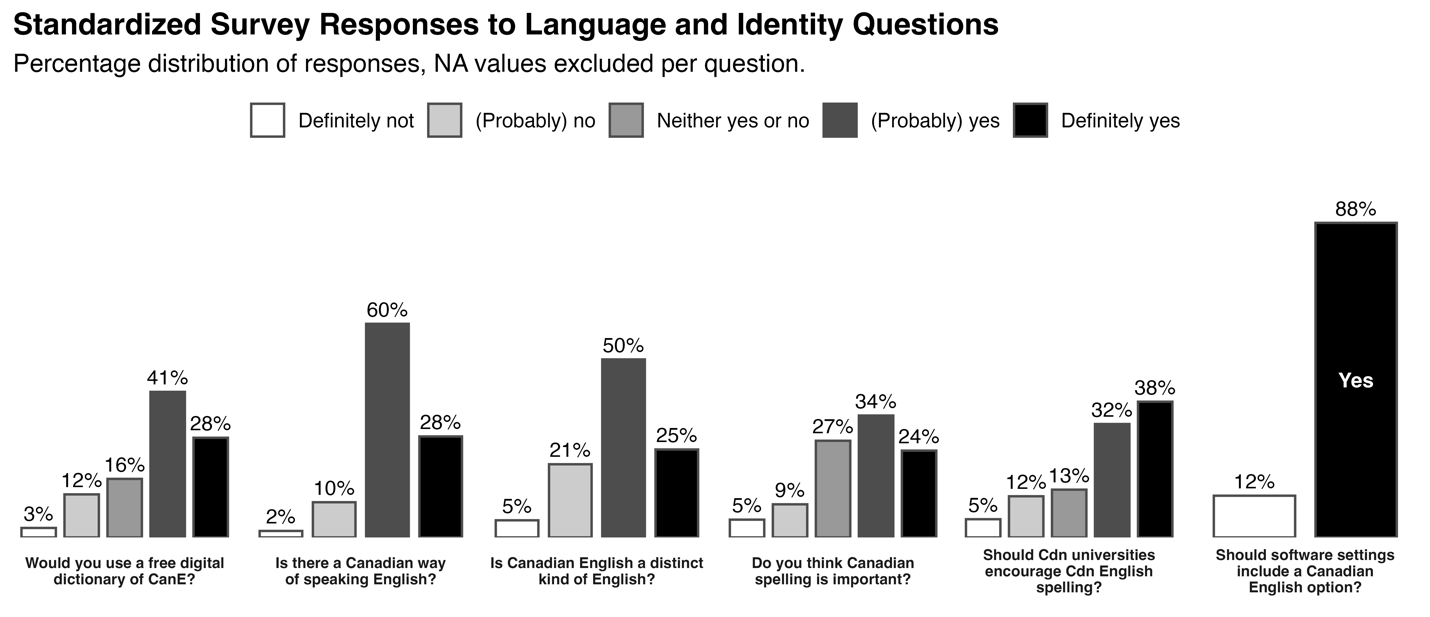 Standardized Survey Responses to Language and Identity Questions
Percentage distribution of responses, NA values excluded per question.
Definitely not (Probably) no Neither yes or no (Probably) yes Definitely yes
3% 12% 16% 41% 28%
Would you use a free digital
dictionary of CanE?
2% 10% 60% 28%
Is there a Canadian way
of speaking English?
5% 21% 50% 25%
Is Canadian English a distinct
kind of English?
5% 9% 27% 34% 24%
Do you think Canadian
spelling is important?
5% 12% 13% 32% 38%
Should Cdn universities
encourage Cdn English
spelling?
12% 88%
Yes
Should software settings
include a Canadian
English option?